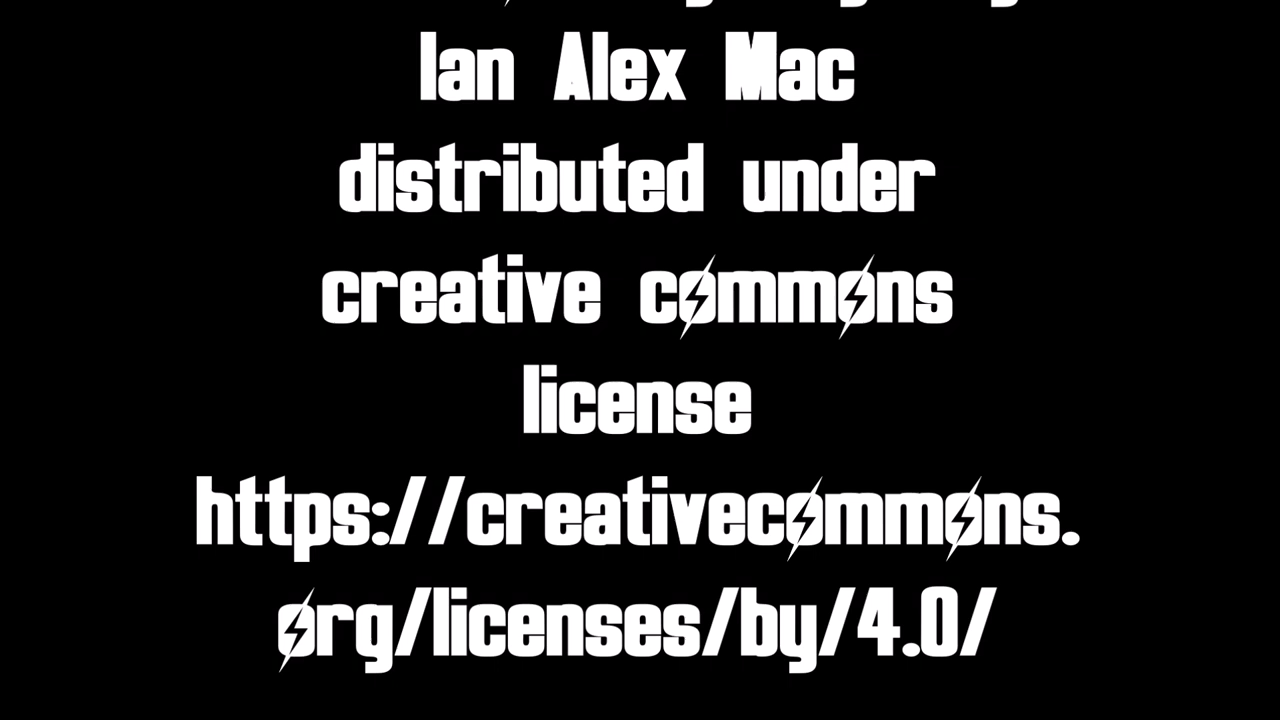 Ian Alex Mac
distributed under
creative commons
license
https://creativecommons.
org/licenses/by/4.0/